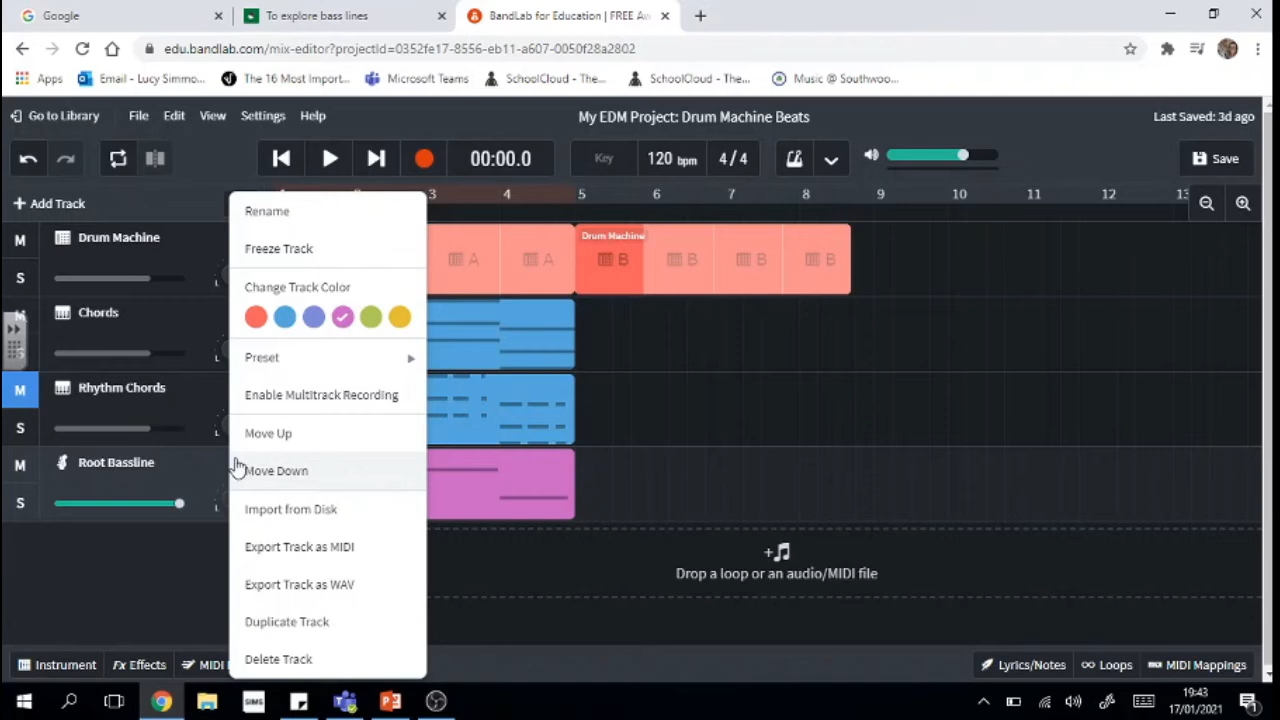 Google
To explore bass lines
BandLab for Education | FREE Aw
edu.bandlab.com/mix-editor?projectId=0352fe17-8556-eb11-a607-0050f28a2802
Apps
Email - Lucy Simmo...
The 16 Most Import...
Microsoft Teams
SchoolCloud - The...
SchoolCloud - The...
Music @ Southwoo...
Go to Library
File
Edit
View
Settings
Help
My EDM Project: Drum Machine Beats
Last Saved: 3d ago
00:00.0
Key
120 bpm
4 / 4
Save
+ Add Track
3 4 5 6 7 8 9 10 11 12 13
M
Drum Machine
S
Chords
M
Rhythm Chords
S
M
Root Bassline
S
L
L
L
L
Rename
Freeze Track
Change Track Color
Preset
Enable Multitrack Recording
Move Up
Move Down
Import from Disk
Export Track as MIDI
Export Track as WAV
Duplicate Track
Delete Track
A
A
Drum Machine
B
B
B
B
Drop a loop or an audio/MIDI file
Instrument
Fx Effects
MIDI
Lyrics/Notes
Loops
MIDI Mappings
SIMS
19:43
17/01/2021